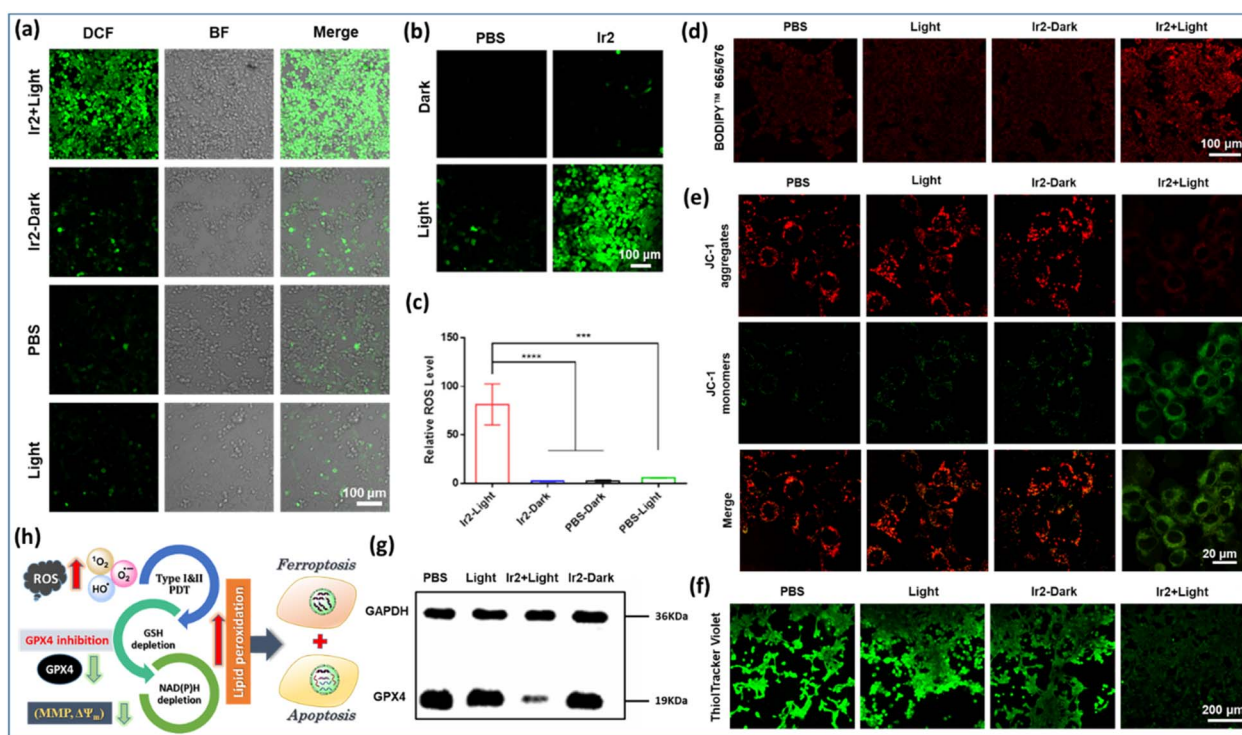 (a)
DCF BF Merge
Ir2+Light
Ir2-Dark
PBS
Light
100 µm
(b)
PBS Ir2
Dark
Light
100 µm
(c)
Relative ROS Level
150
100
50
0
****
***
Ir2-Light
Ir2-Dark
PBS-Dark
PBS-Light
(d)
PBS Light Ir2-Dark Ir2+Light
BODIPY™ 665/676
100 µm
(e)
PBS Light Ir2-Dark Ir2+Light
JC-1
aggregates
JC-1
monomers
Merge
20 µm
(f)
PBS Light Ir2-Dark Ir2+Light
ThiolTracker Violet
200 µm
(g)
PBS Light Ir2+Light Ir2-Dark
GAPDH 36KDa
GPX4 19KDa
(h)
ROS
¹O₂
O₂•−
HO•
Type I&II
PDT
GPX4 inhibition
GSH
depletion
GPX4
NAD(P)H
depletion
(MMP, ΔΨm)
Lipid peroxidation
Ferroptosis
+
Apoptosis